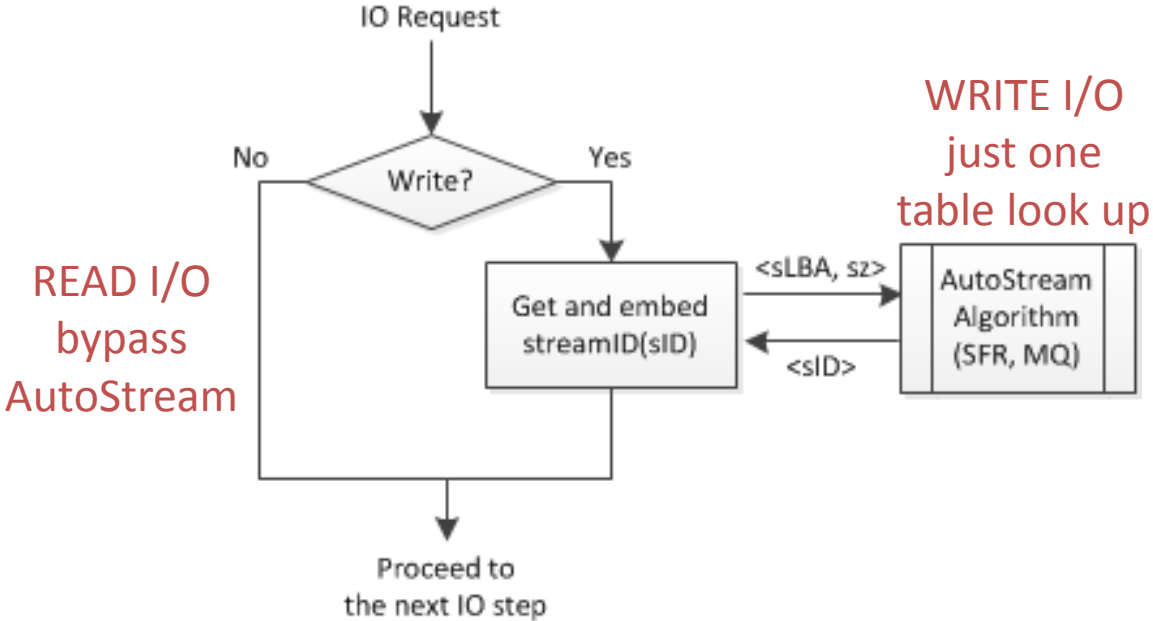 IO Request
WRITE I/O
just one
table look up
No
Yes
Write?
READ I/O
bypass
AutoStream
Get and embed
streamID(sID)
<sLBA, sz>
<sID>
AutoStream
Algorithm
(SFR, MQ)
Proceed to
the next IO step